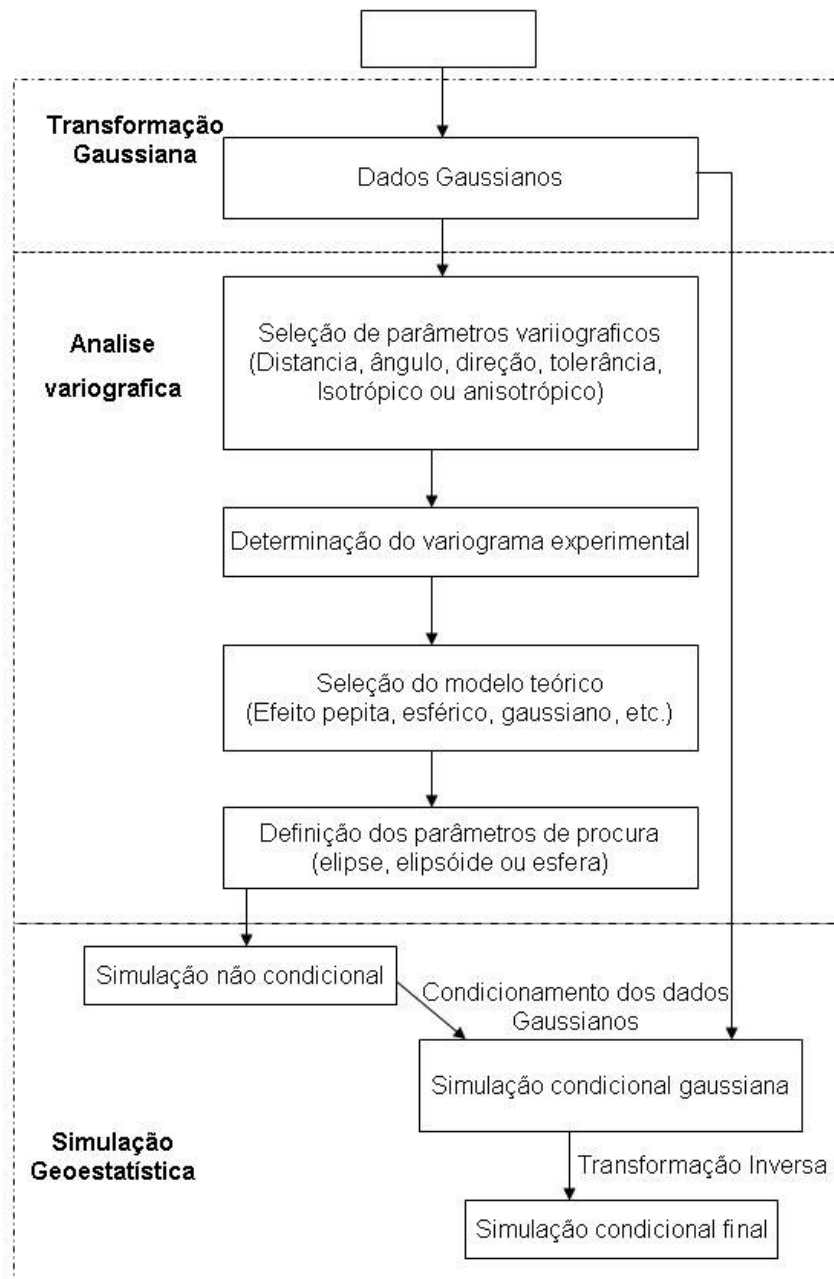 Transformação
Gaussiana
Dados Gaussianos
Analise
variografica
Seleção de parâmetros variiograficos
(Distancia, ângulo, direção, tolerância,
Isotrópico ou anisotrópico)
Determinação do variograma experimental
Seleção do modelo teórico
(Efeito pepita, esférico, gaussiano, etc.)
Definição dos parâmetros de procura
(elipse, elipsóide ou esfera)
Simulação não condicional
Condicionamento dos dados
Gaussianos
Simulação condicional gaussiana
Simulação
Geoestatística
Transformação Inversa
Simulação condicional final